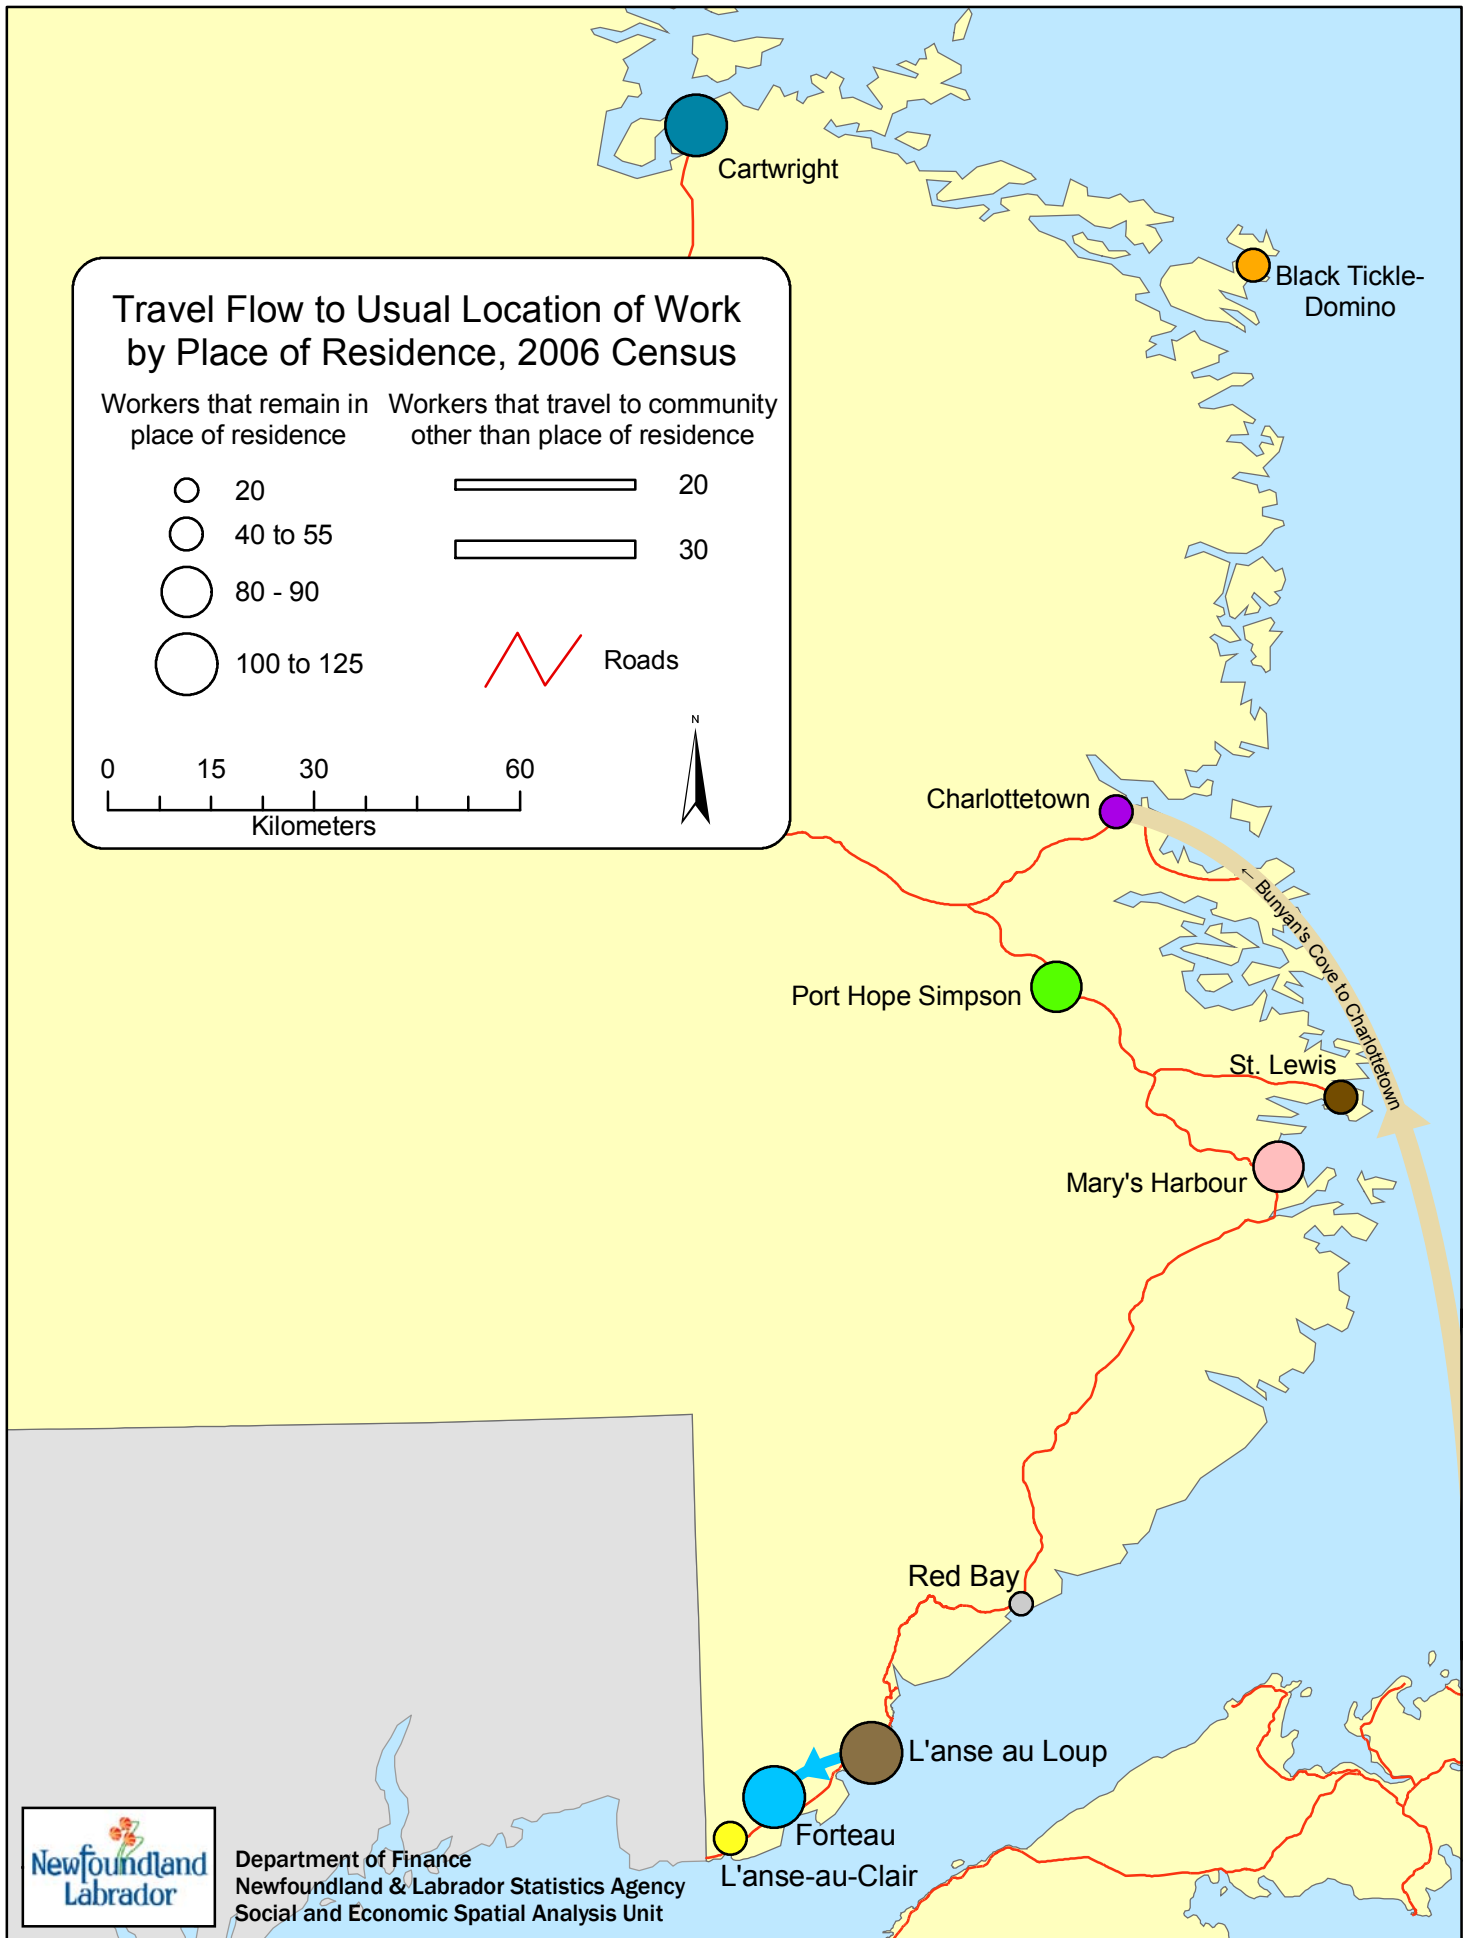 Cartwright
Black Tickle-
Domino
Travel Flow to Usual Location of Work
by Place of Residence, 2006 Census
Workers that remain in
place of residence
20
40 to 55
80 - 90
100 to 125
Workers that travel to community
other than place of residence
20
30
Roads
N
0 15 30 60
Kilometers
Charlottetown
← Bunyan's Cove to Charlottetown
Port Hope Simpson
St. Lewis
Mary's Harbour
Red Bay
L'anse au Loup
Forteau
L'anse-au-Clair
Newfoundland
Labrador
Department of Finance
Newfoundland & Labrador Statistics Agency
Social and Economic Spatial Analysis Unit